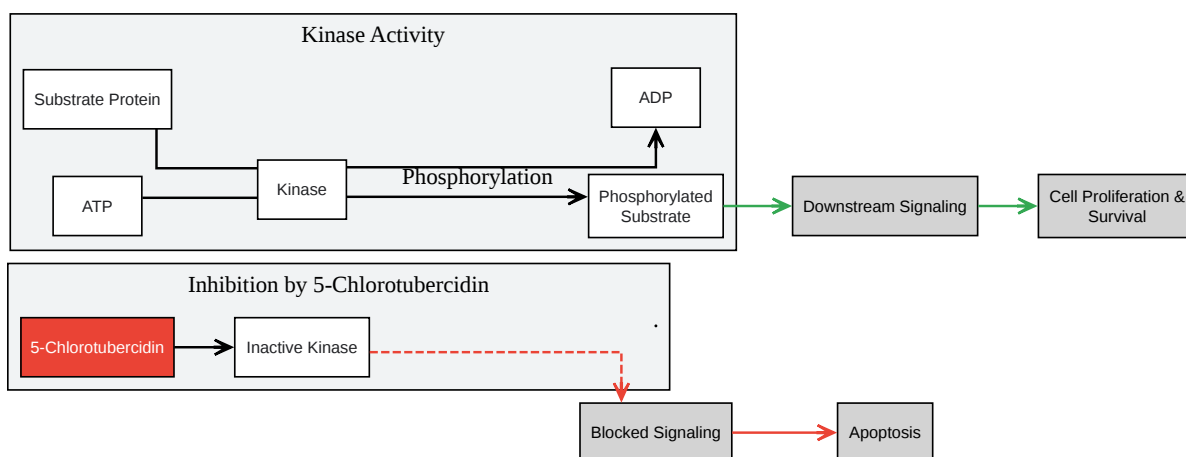 Kinase Activity
Substrate Protein
ADP
Kinase
Phosphorylation
ATP
Phosphorylated
Substrate
Downstream Signaling
Cell Proliferation &
Survival
Inhibition by 5-Chlorotubercidin
5-Chlorotubercidin
Inactive Kinase
.
Blocked Signaling
Apoptosis